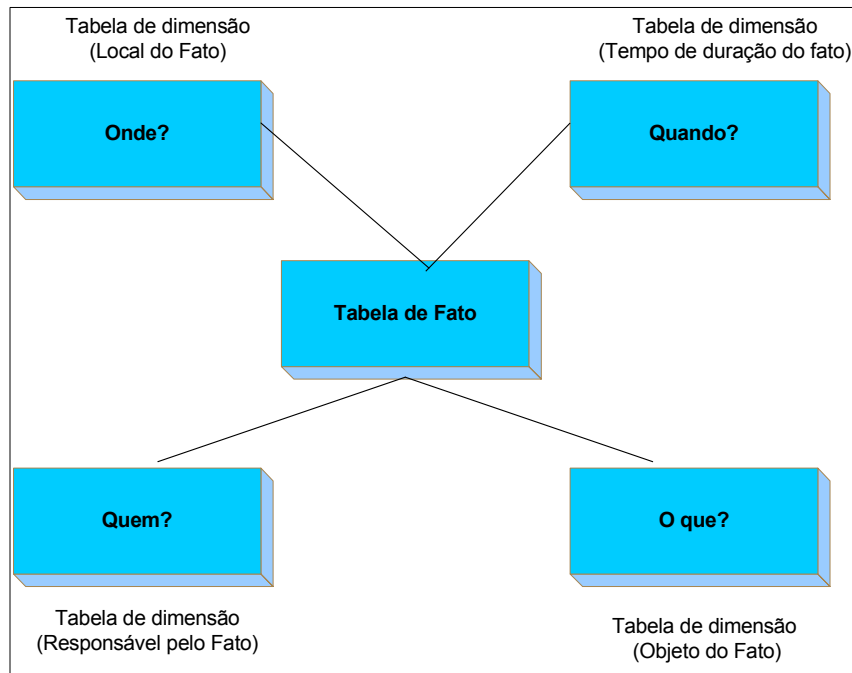 Tabela de dimensão
(Local do Fato)
Tabela de dimensão
(Tempo de duração do fato)
Onde?
Quando?
Tabela de Fato
Quem?
O que?
Tabela de dimensão
(Responsável pelo Fato)
Tabela de dimensão
(Objeto do Fato)